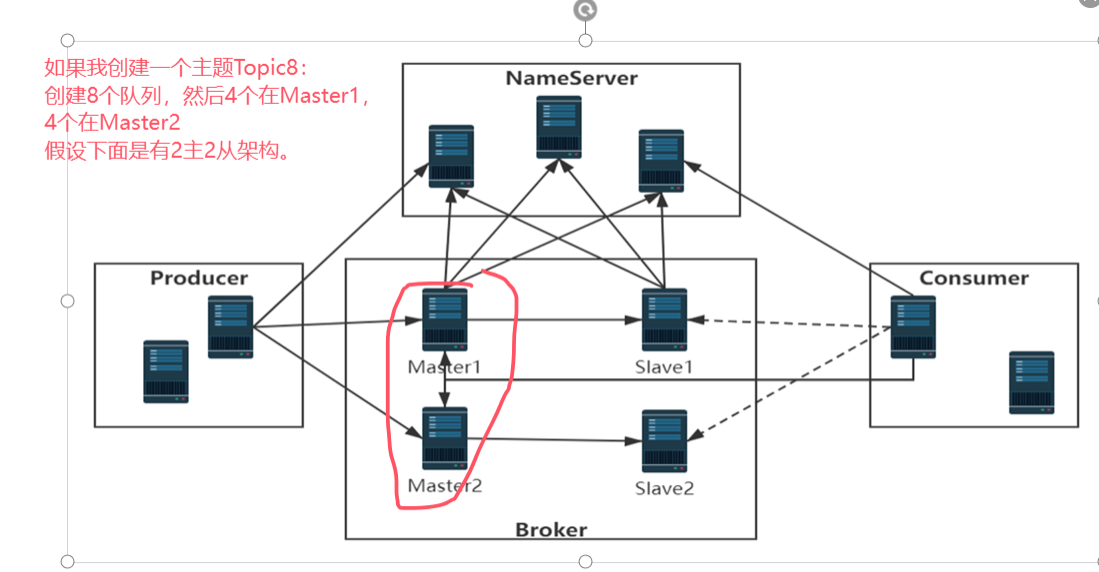 如果我创建一个主题Topic8：
创建8个队列，然后4个在Master1，
4个在Master2
假设下面是有2主2从架构。
NameServer
Producer
Consumer
Master1
Slave1
Master2
Slave2
Broker